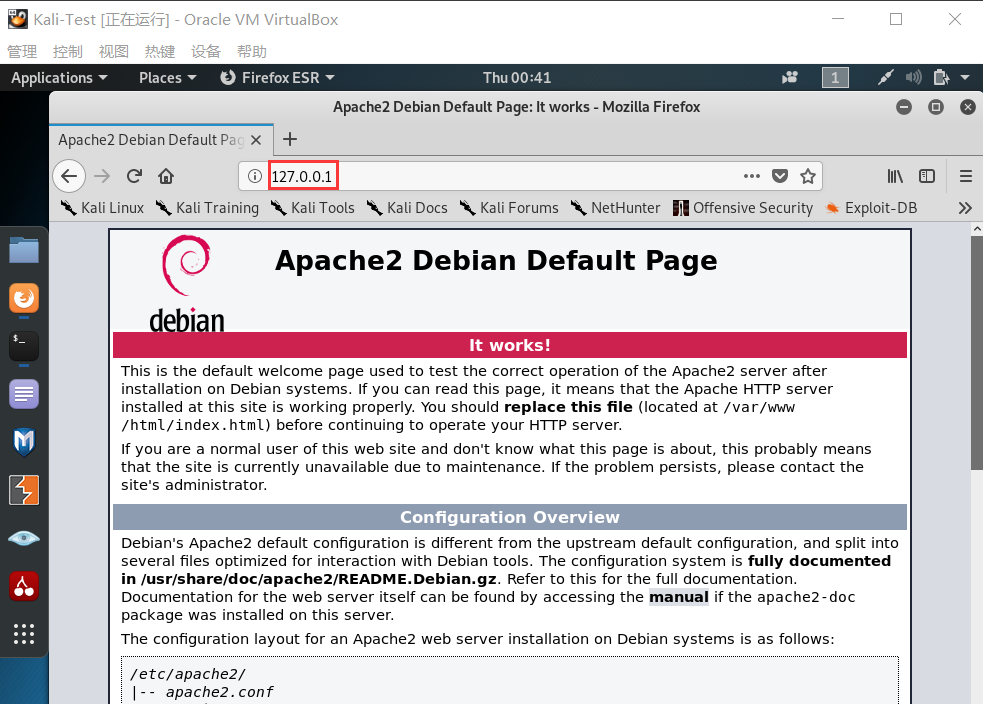 Kali-Test [正在运行] - Oracle VM VirtualBox
管理 控制 视图 热键 设备 帮助
Applications Places Firefox ESR Thu 00:41 1
Apache2 Debian Default Page: It works - Mozilla Firefox
Apache2 Debian Default Pag
127.0.0.1
Kali Linux Kali Training Kali Tools Kali Docs Kali Forums NetHunter Offensive Security Exploit-DB
debian
Apache2 Debian Default Page
It works!
This is the default welcome page used to test the correct operation of the Apache2 server after
installation on Debian systems. If you can read this page, it means that the Apache HTTP server
installed at this site is working properly. You should replace this file (located at /var/www
/html/index.html) before continuing to operate your HTTP server.
If you are a normal user of this web site and don't know what this page is about, this probably means
that the site is currently unavailable due to maintenance. If the problem persists, please contact the
site's administrator.
Configuration Overview
Debian's Apache2 default configuration is different from the upstream default configuration, and split into
several files optimized for interaction with Debian tools. The configuration system is fully documented
in /usr/share/doc/apache2/README.Debian.gz. Refer to this for the full documentation.
Documentation for the web server itself can be found by accessing the manual if the apache2-doc
package was installed on this server.
The configuration layout for an Apache2 web server installation on Debian systems is as follows:
/etc/apache2/
|-- apache2.conf